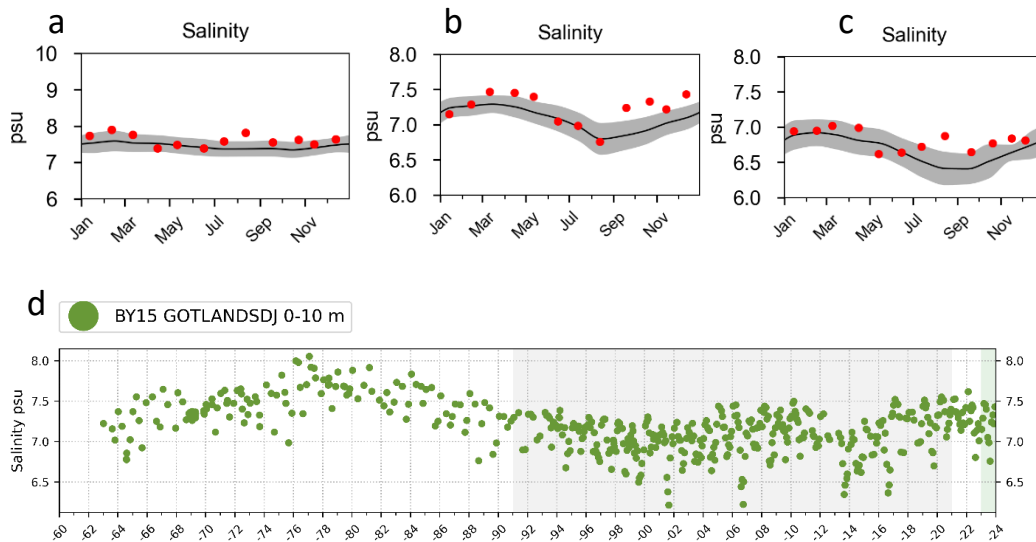 a
b
c
Salinity
Salinity
Salinity
psu
10
9
8
7
6
Jan
Mar
May
Jul
Sep
Nov
8.0
7.5
7.0
6.5
6.0
Jan
Mar
May
Jul
Sep
Nov
8.0
7.5
7.0
6.5
6.0
Jan
Mar
May
Jul
Sep
Nov
d
BY15 GOTLANDSDJ 0-10 m
Salinity psu
8.0
7.5
7.0
6.5
8.0
7.5
7.0
6.5
-60
-62
-64
-66
-68
-70
-72
-74
-76
-78
-80
-82
-84
-86
-88
-90
-92
-94
-96
-98
-00
-02
-04
-06
-08
-10
-12
-14
-16
-18
-20
-22
-24